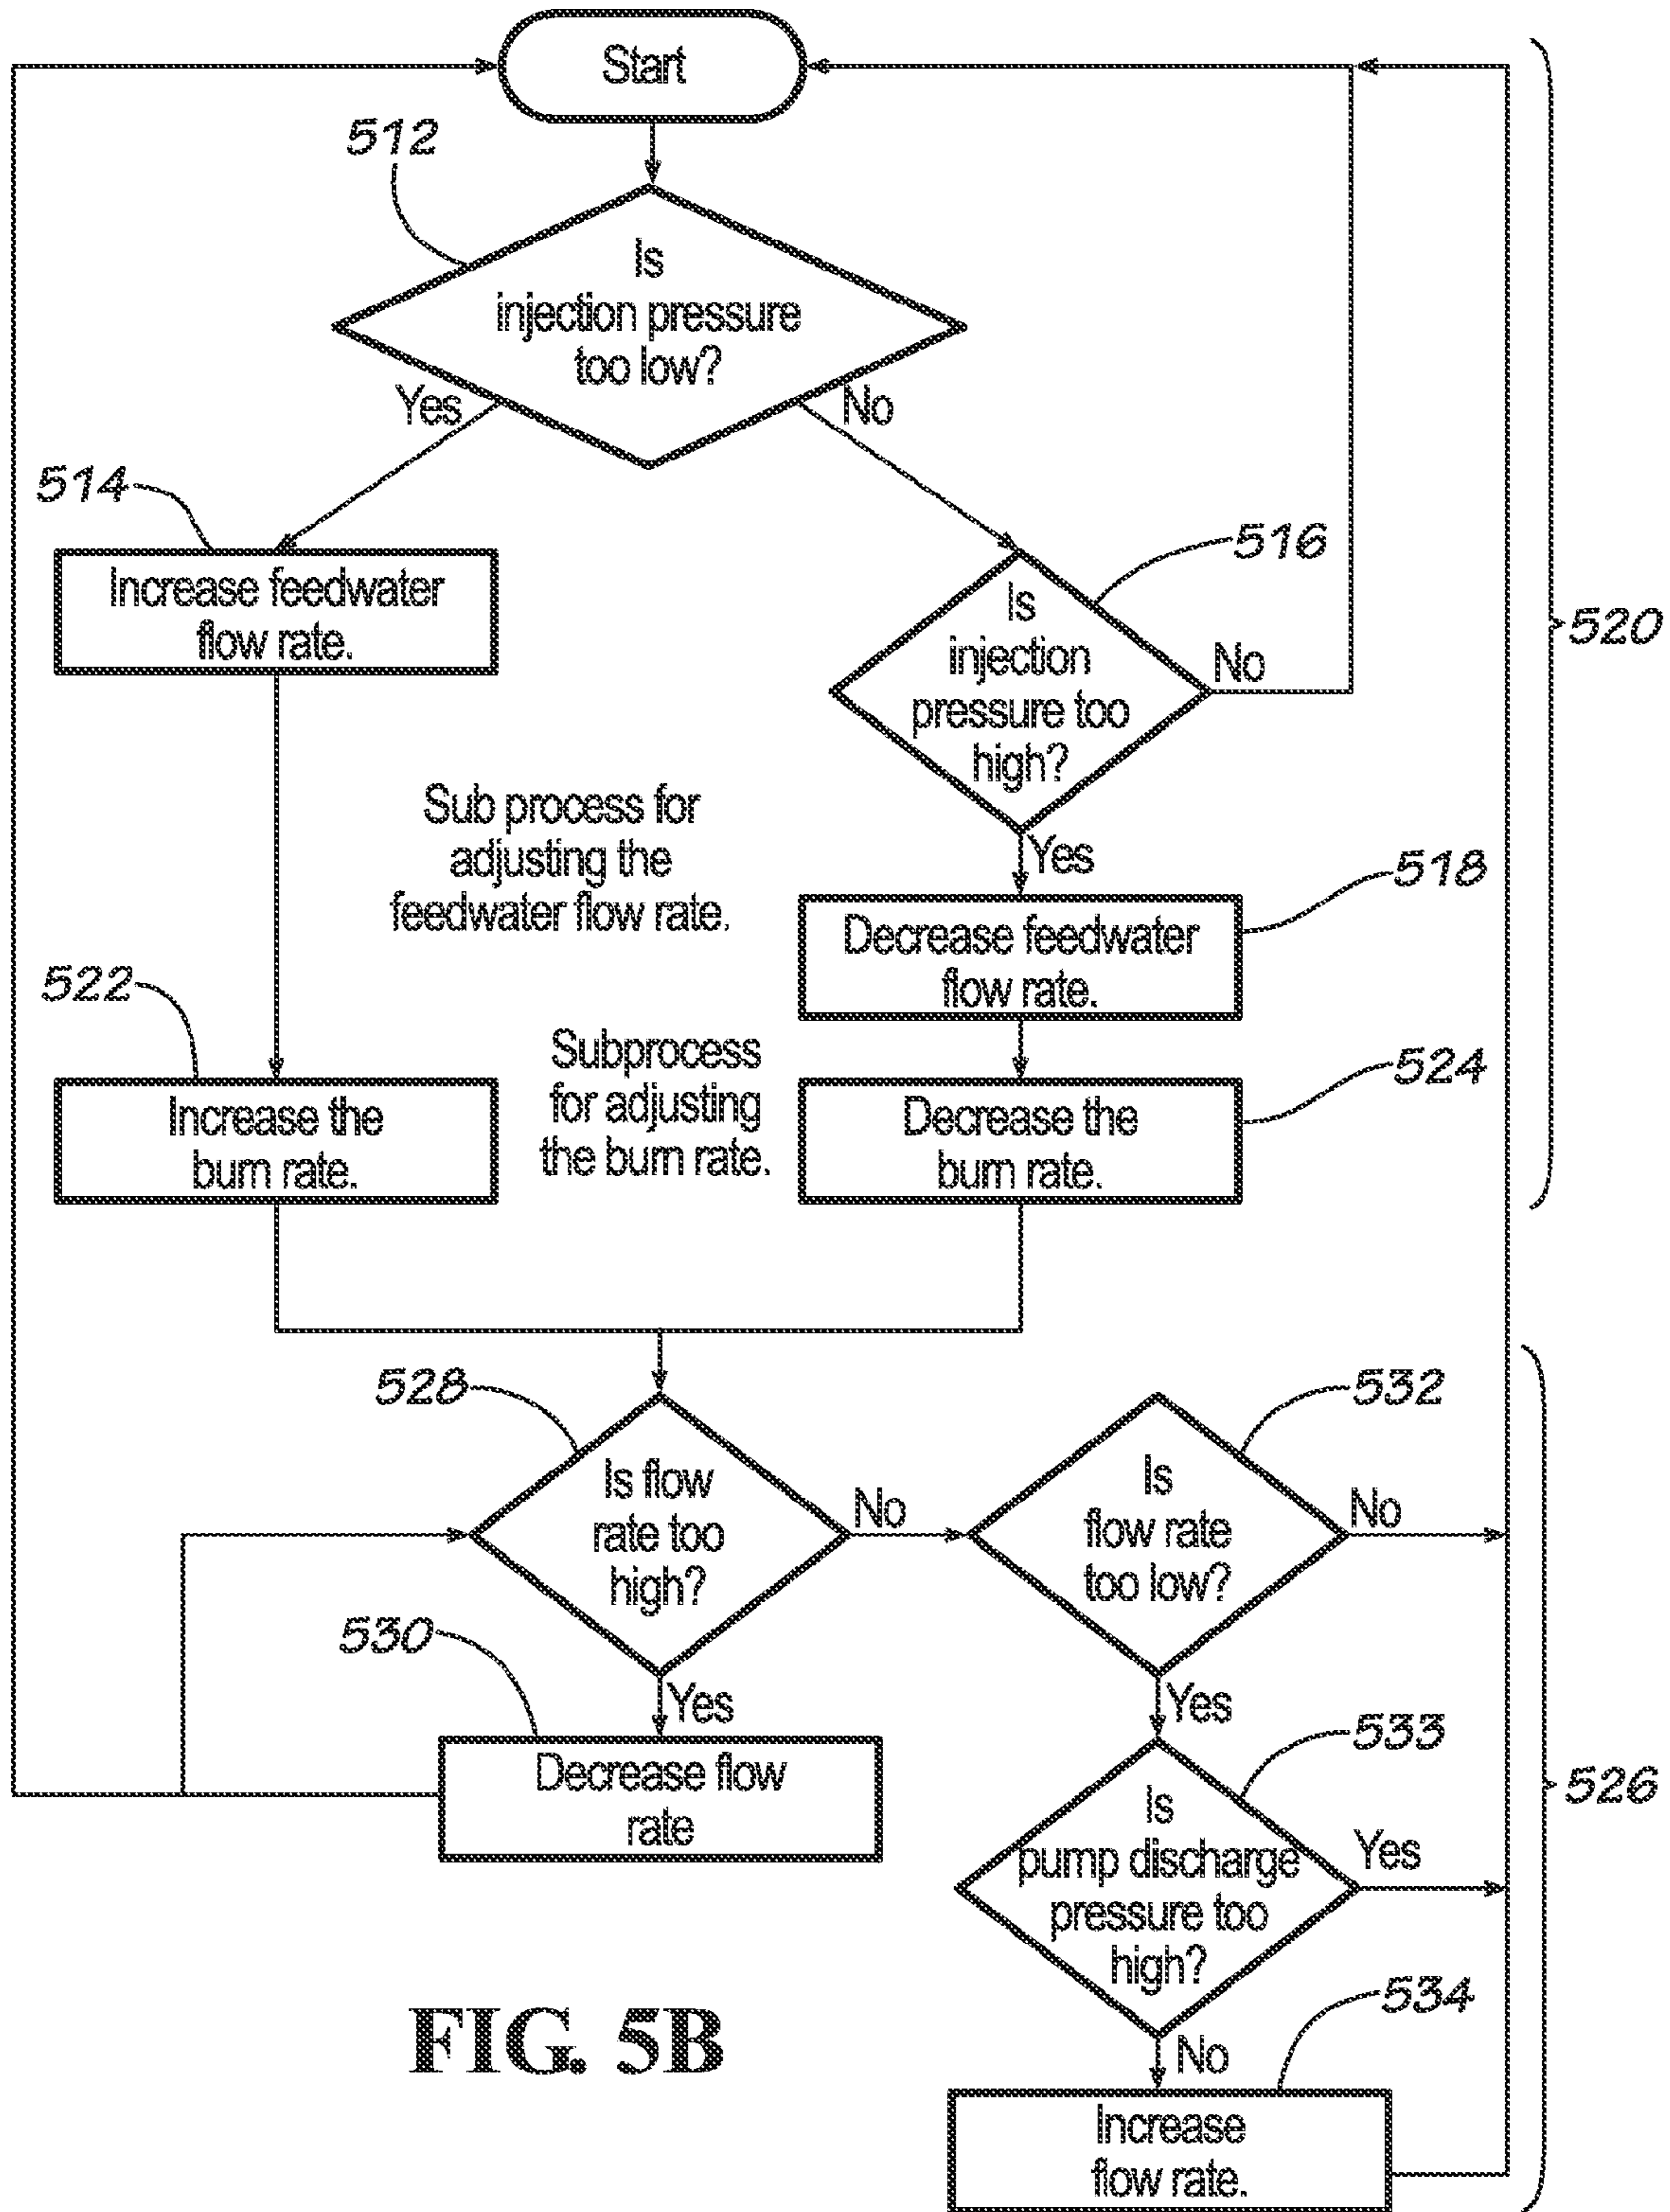 Start
512
Is
injection pressure
too low?
Yes
No
514
Increase feedwater
flow rate.
516
Is
injection
pressure too
high?
No
520
Yes
Sub process for
adjusting the
feedwater flow rate.
518
Decrease feedwater
flow rate.
522
Increase the
burn rate.
Subprocess
for adjusting
the burn rate.
524
Decrease the
burn rate.
528
Is flow
rate too
high?
No
532
Is
flow rate
too low?
No
530
Yes
Decrease flow
rate
Yes
533
Is
pump discharge
pressure too
high?
Yes
526
No
534
Increase
flow rate.
FIG. 5B